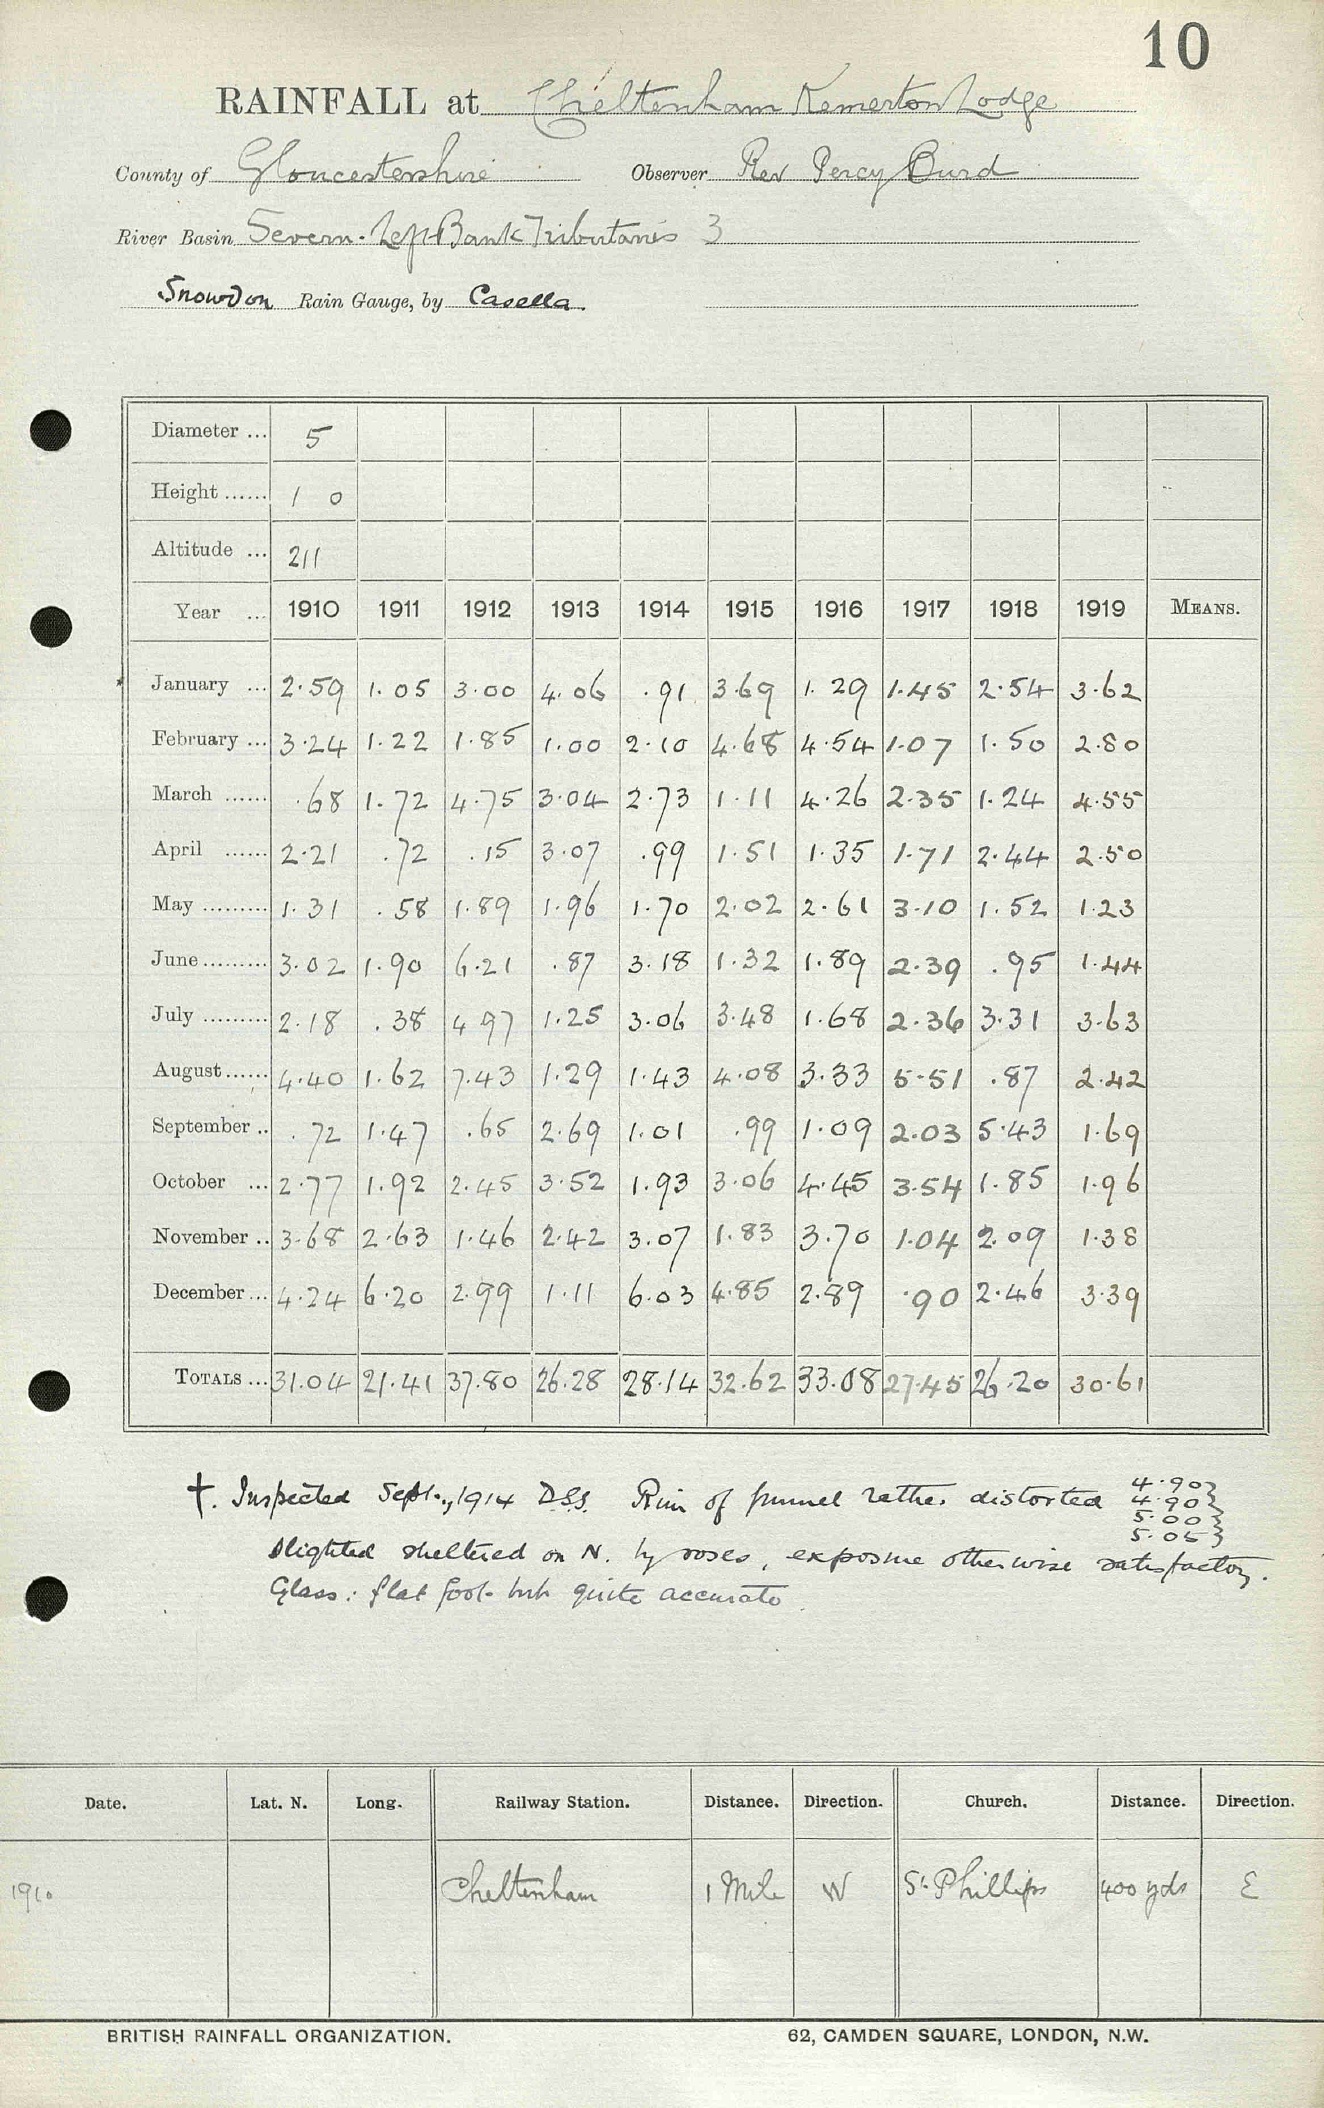 10
RAINFALL at Cheltenham Kemerton Lodge
County of Gloucestershire Observer Rev Percy Burd
River Basin Severn - Left Bank Tributaries 3
Snowdon Rain Gauge, by Casella.
Diameter ... 5
Height ...... 1 0
Altitude ... 211
Year ... 1910 1911 1912 1913 1914 1915 1916 1917 1918 1919 MEANS.
January ... 2.59 1.05 3.00 4.06 .91 3.69 1.29 1.45 2.54 3.62
February ... 3.24 1.22 1.85 1.00 2.10 4.68 4.54 1.07 1.50 2.80
March ...... .68 1.72 4.75 3.04 2.73 1.11 4.26 2.35 1.24 4.55
April ...... 2.21 .72 .15 3.07 .99 1.51 1.35 1.71 2.44 2.50
May ......... 1.31 .58 1.89 1.96 1.70 2.02 2.61 3.10 1.52 1.23
June ......... 3.02 1.90 6.21 .87 3.18 1.32 1.89 2.39 .95 1.44
July ......... 2.18 .38 4 97 1.25 3.06 3.48 1.68 2.36 3.31 3.63
August ...... 4.40 1.62 7.43 1.29 1.43 4.08 3.33 5.51 .87 2.42
September .. .72 1.47 .65 2.69 1.01 .99 1.09 2.03 5.43 1.69
October ... 2.77 1.92 2.45 3.52 1.93 3.06 4.45 3.54 1.85 1.96
November .. 3.68 2.63 1.46 2.42 3.07 1.83 3.70 1.04 2.09 1.38
December ... 4.24 6.20 2.99 1.11 6.03 4.85 2.89 .90 2.46 3.39
TOTALS ... 31.04 21.41 37.80 26.28 28.14 32.62 33.08 27.45 26.20 30.61
†. Inspected Sept. 1914 D.S.S. Rim of funnel rather distorted 4.90 } 4.90 } 5.00 } 5.05 }
slighted sheltered on N. by roses, exposure otherwise satisfactory.
Glass: flat foot but quite accurate
Date. Lat. N. Long. Railway Station. Distance. Direction. Church. Distance. Direction.
1910 Cheltenham 1 Mile W St. Phillips 400 yds E
BRITISH RAINFALL ORGANIZATION. 62, CAMDEN SQUARE, LONDON, N.W.